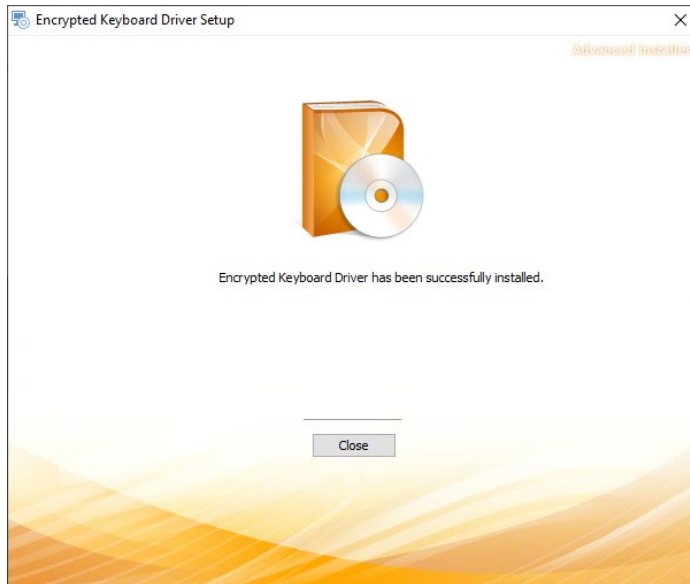 Encrypted Keyboard Driver Setup
Advanced Installer
Encrypted Keyboard Driver has been successfully installed.
Close